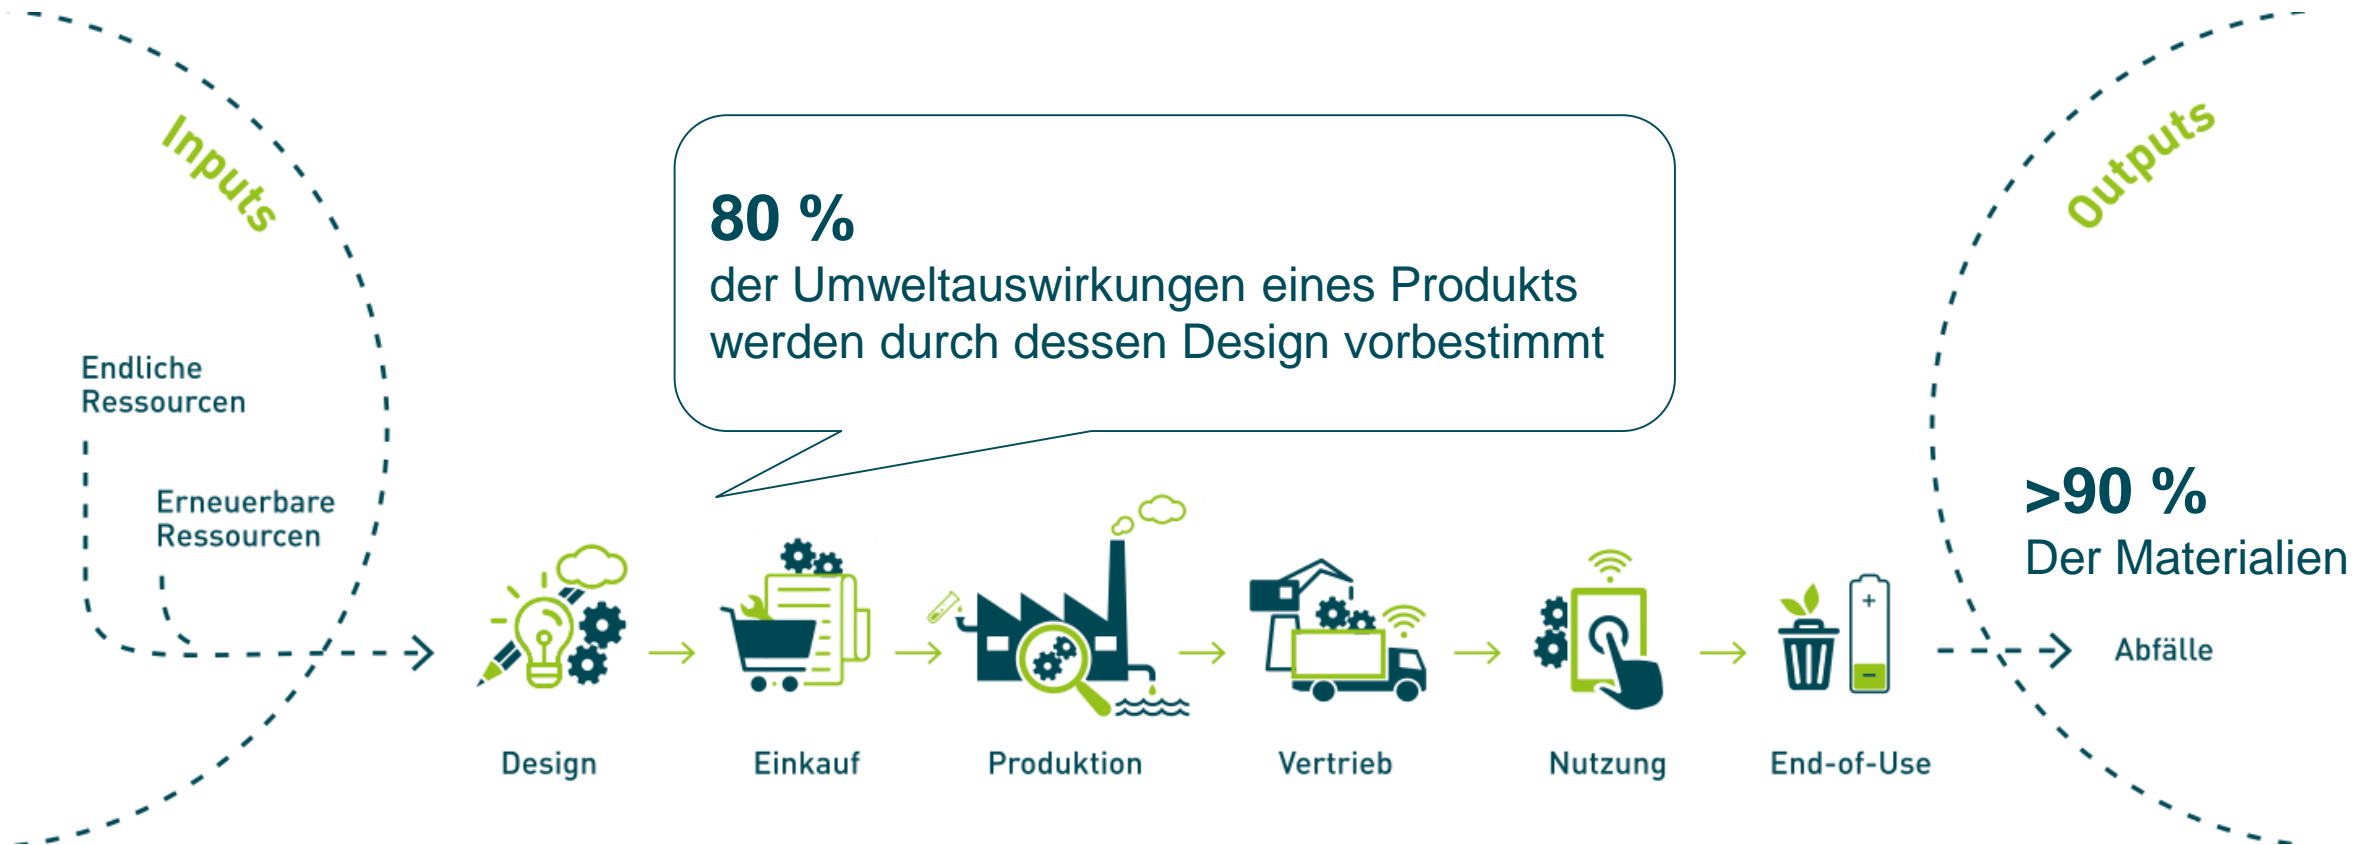 Inputs
Outputs
80 %
der Umweltauswirkungen eines Produkts
werden durch dessen Design vorbestimmt
Endliche
Ressourcen
Erneuerbare
Ressourcen
>90 %
Der Materialien
Abfälle
+
-
Design
Einkauf
Produktion
Vertrieb
Nutzung
End-of-Use